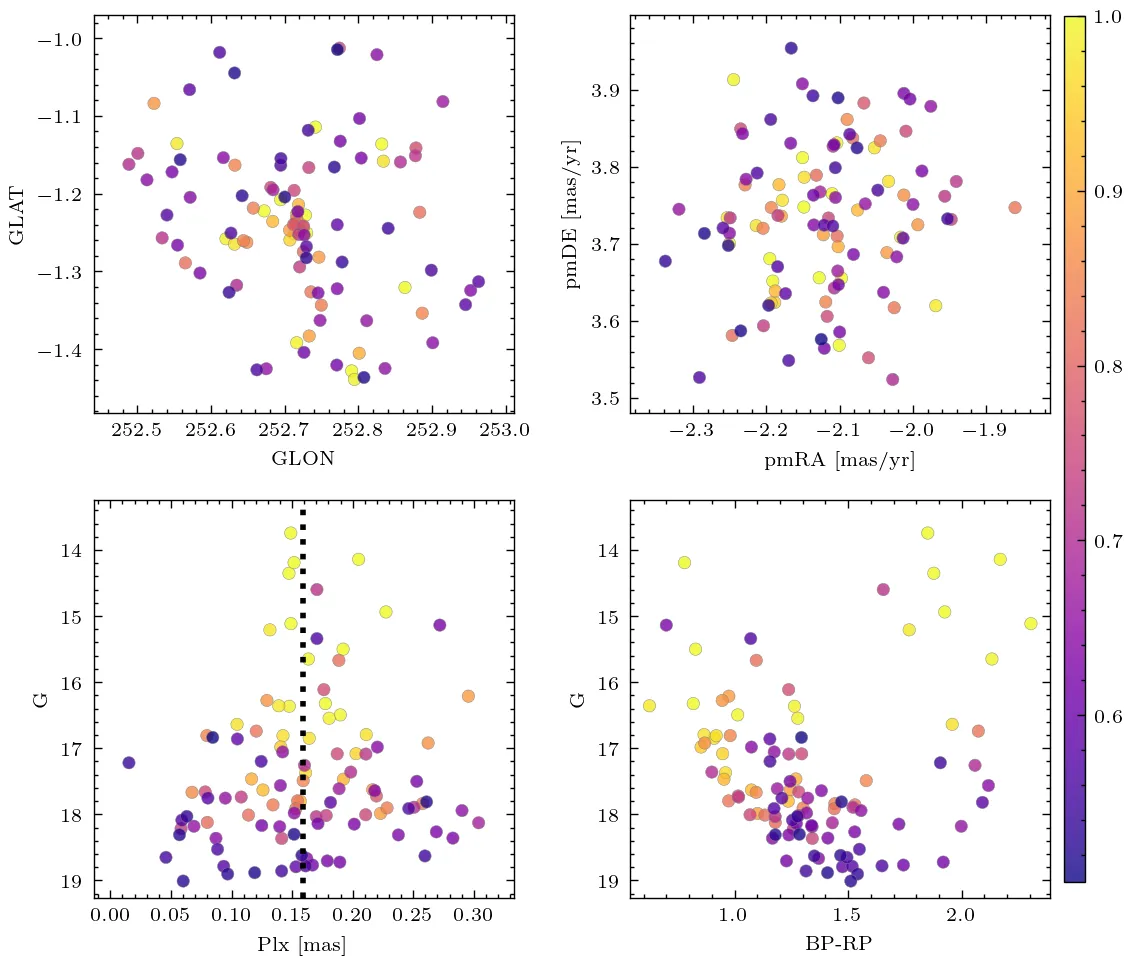 −1.0
−1.1
−1.2
−1.3
−1.4
GLAT
252.5 252.6 252.7 252.8 252.9 253.0
GLON
3.9
3.8
3.7
3.6
3.5
pmDE [mas/yr]
−2.3 −2.2 −2.1 −2.0 −1.9
pmRA [mas/yr]
1.0
0.9
0.8
0.7
0.6
14
15
16
17
18
19
G
0.00 0.05 0.10 0.15 0.20 0.25 0.30
Plx [mas]
14
15
16
17
18
19
G
1.0 1.5 2.0
BP-RP